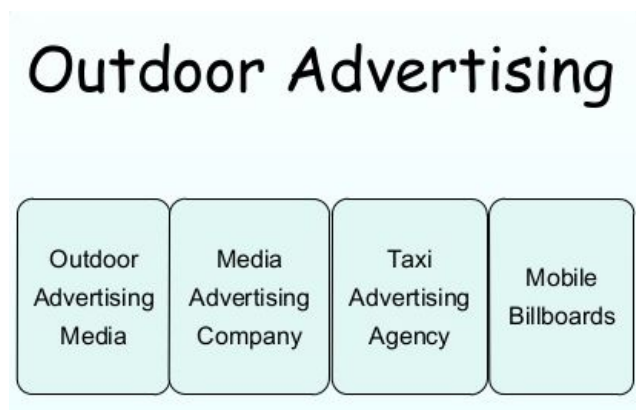 Outdoor Advertising
Outdoor
Advertising
Media
Media
Advertising
Company
Taxi
Advertising
Agency
Mobile
Billboards